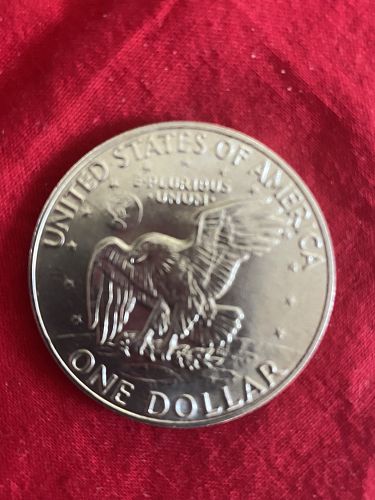 UNITED STATES OF AMERICA
E PLURIBUS
UNUM
ONE DOLLAR